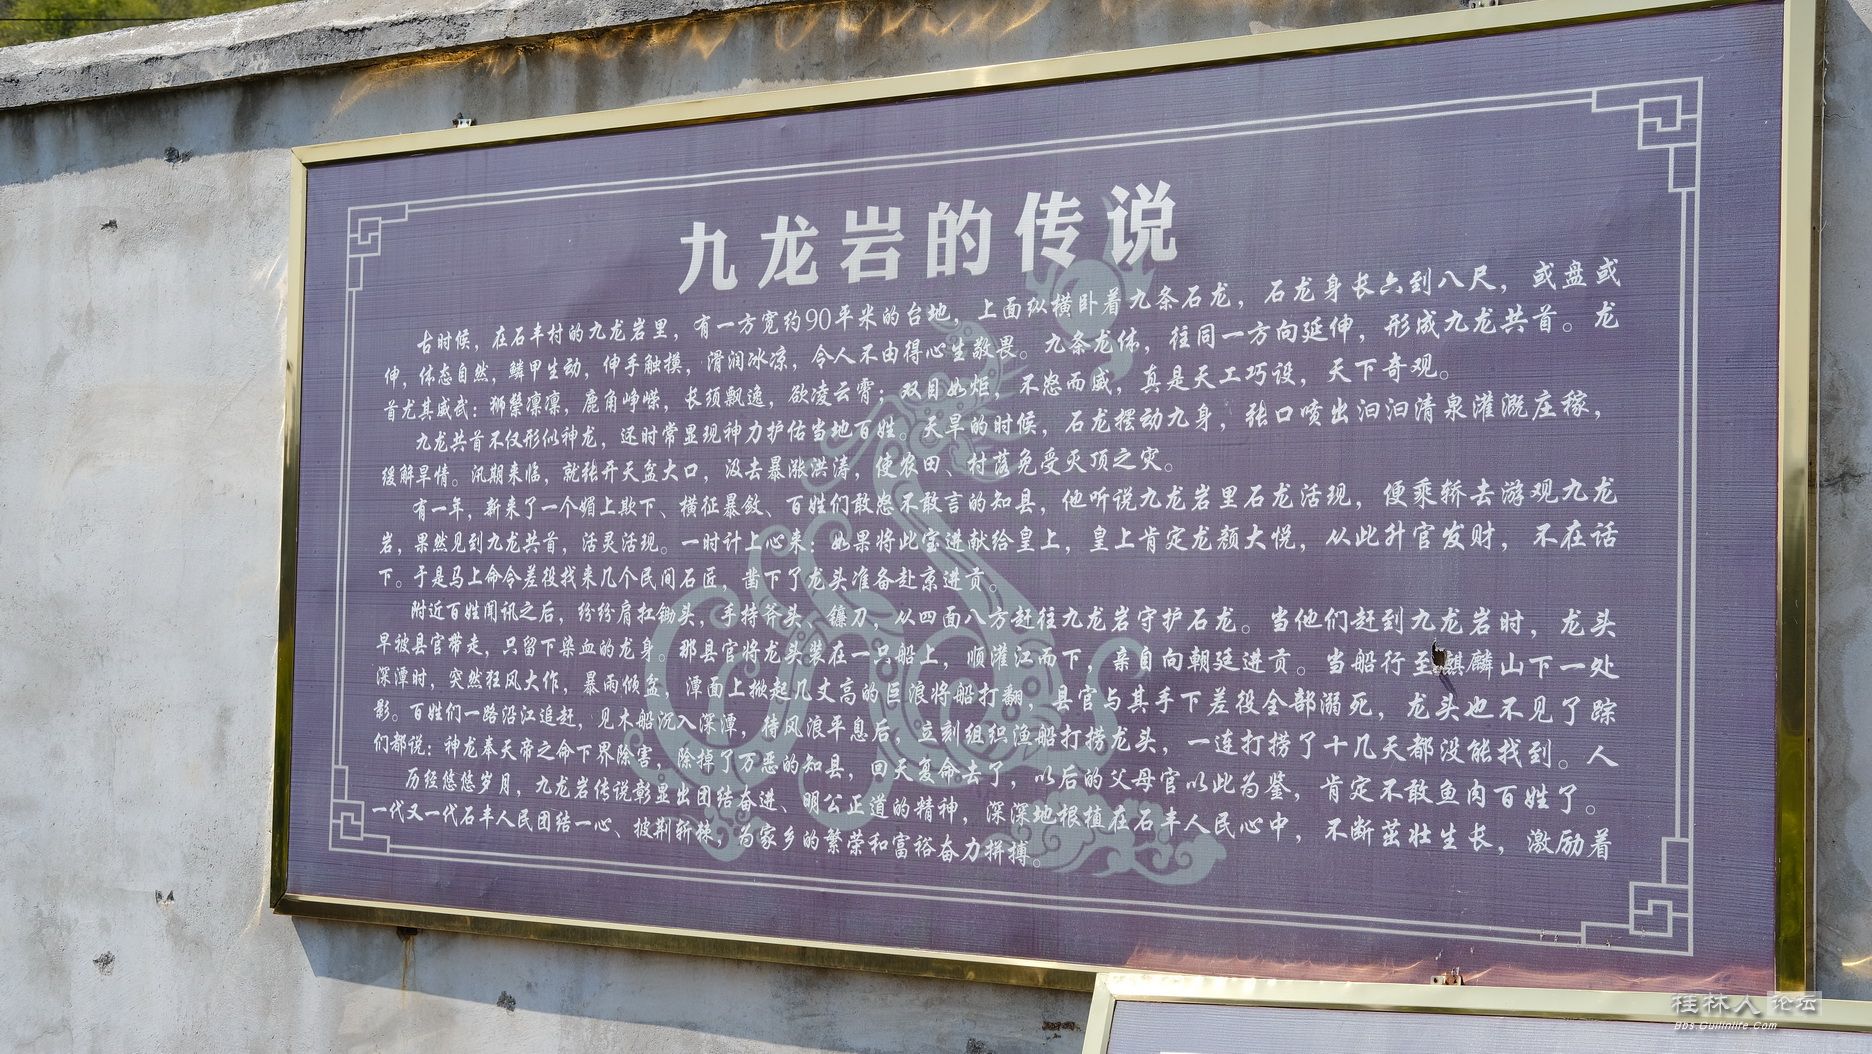 九龙岩的传说
古时候，在石丰村的九龙岩里，有一方宽约90平米的台地，上面纵横卧着九条石龙，石龙身长六到八尺，或盘或
伸，体态自然，鳞甲生动，伸手触摸，滑润冰凉，令人不由得心生敬畏。九条龙体，往同一方向延伸，形成九龙共首。龙
首尤其威武：狮鬃凛凛，鹿角峥嵘，长须飘逸，欲凌云霄；双目如炬，不怒而威，真是天工巧设，天下奇观。
九龙共首不仅形似神龙，还时常显现神力护佑当地百姓。天旱的时候，石龙摆动九身，张口喷出汩汩清泉灌溉庄稼，
缓解旱情。汛期来临，就张开天盆大口，汲去暴涨洪涛，使农田、村落免受灭顶之灾。
有一年，新来了一个媚上欺下、横征暴敛、百姓们敢怒不敢言的知县，他听说九龙岩里石龙活现，便乘轿去游观九龙
岩，果然见到九龙共首，活灵活现。一时计上心来：如果将此宝进献给皇上，皇上肯定龙颜大悦，从此升官发财，不在话
下。于是马上命令差役找来几个民间石匠，凿下了龙头准备赴京进贡。
附近百姓闻讯之后，纷纷肩扛锄头，手持斧头、镰刀，从四面八方赶往九龙岩守护石龙。当他们赶到九龙岩时，龙头
早被县官带走，只留下染血的龙身。那县官将龙头装在一只船上，顺灌江而下，亲自向朝廷进贡。当船行至麒麟山下一处
深潭时，突然狂风大作，暴雨倾盆，潭面上掀起几丈高的巨浪将船打翻，县官与其手下差役全部溺死，龙头也不见了踪
影。百姓们一路沿江追赶，见木船沉入深潭，待风浪平息后，立刻组织渔船打捞龙头，一连打捞了十几天都没能找到。人
们都说：神龙奉天帝之命下界除害，除掉了万恶的知县，回天复命去了，以后的父母官以此为鉴，肯定不敢鱼肉百姓了。
历经悠悠岁月，九龙岩传说彰显出团结奋进、明公正道的精神，深深地根植在石丰人民心中，不断茁壮生长，激励着
一代又一代石丰人民团结一心、披荆斩棘，为家乡的繁荣和富裕奋力拼搏。
桂林人论坛
Bbs.Guilinlife.Com